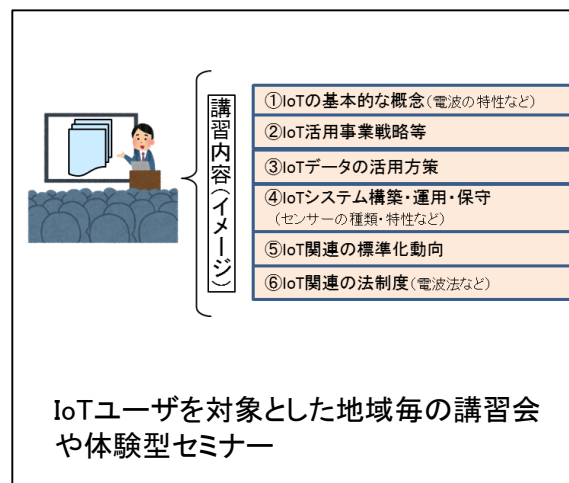 講習内容(イメージ)
①IoTの基本的な概念(電波の特性など)
②IoT活用事業戦略等
③IoTデータの活用方策
④IoTシステム構築・運用・保守
(センサーの種類・特性など)
⑤IoT関連の標準化動向
⑥IoT関連の法制度(電波法など)
IoTユーザを対象とした地域毎の講習会
や体験型セミナー